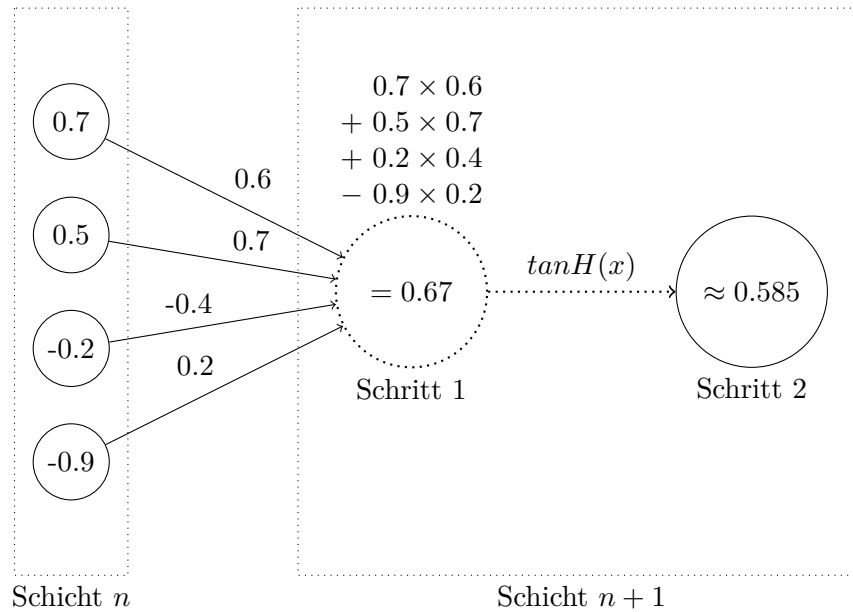 0.7
0.5
-0.2
-0.9
0.6
0.7
-0.4
0.2
0.7 × 0.6
+ 0.5 × 0.7
+ 0.2 × 0.4
− 0.9 × 0.2
= 0.67
Schritt 1
tanH(x)
≈ 0.585
Schritt 2
Schicht n
Schicht n + 1